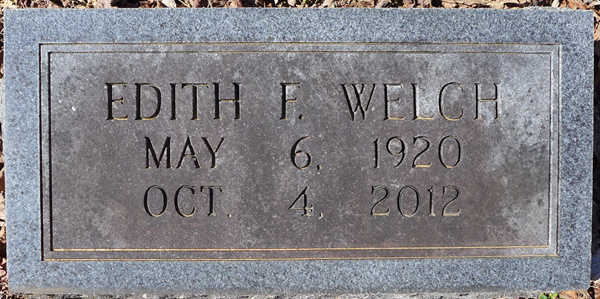 EDITH F. WELCH
MAY 6, 1920
OCT. 4, 2012